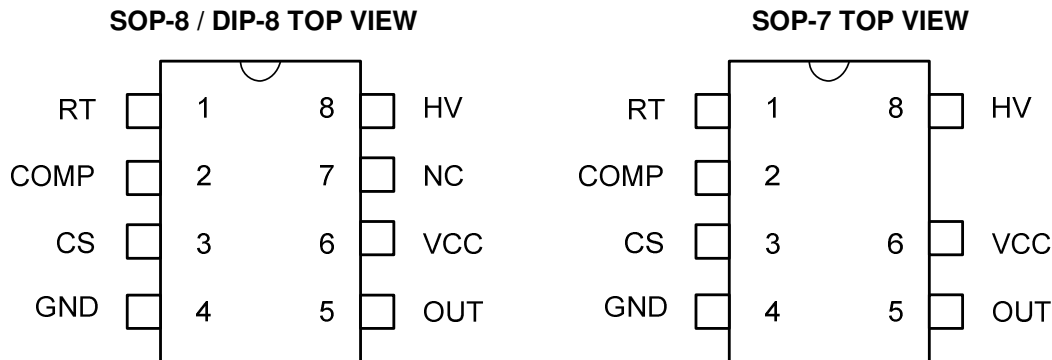 SOP-8 / DIP-8 TOP VIEW
RT 1 8 HV
COMP 2 7 NC
CS 3 6 VCC
GND 4 5 OUT
SOP-7 TOP VIEW
RT 1 8 HV
COMP 2
CS 3 6 VCC
GND 4 5 OUT